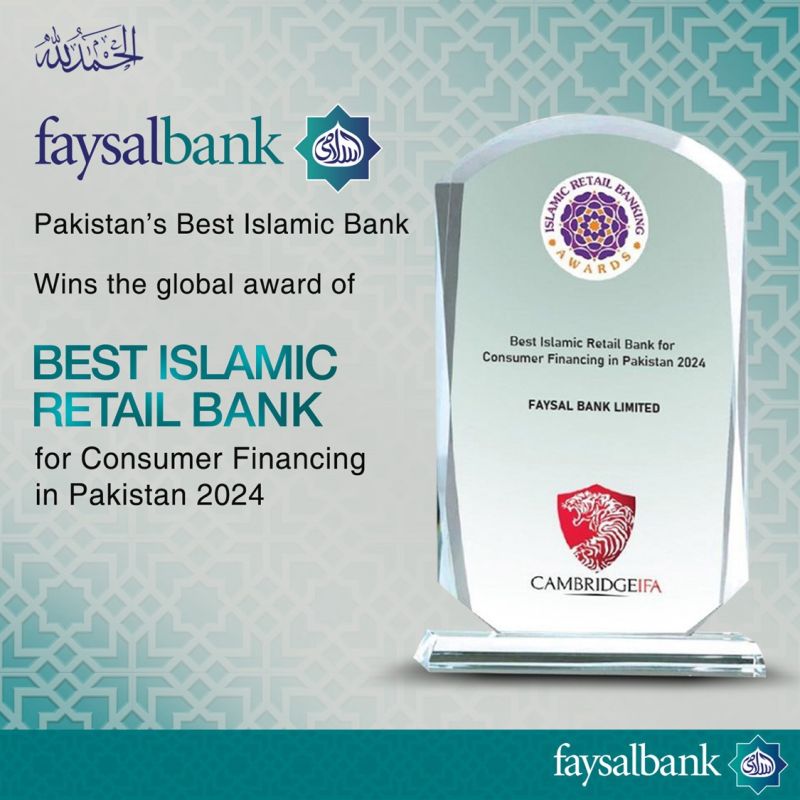 الحمد لله
faysalbank
اسلامی
Pakistan's Best Islamic Bank
Wins the global award of
BEST ISLAMIC
RETAIL BANK
for Consumer Financing
in Pakistan 2024
ISLAMIC RETAIL BANKING
AWARDS
Best Islamic Retail Bank for
Consumer Financing in Pakistan 2024
FAYSAL BANK LIMITED
CAMBRIDGEIFA
faysalbank
اسلامی